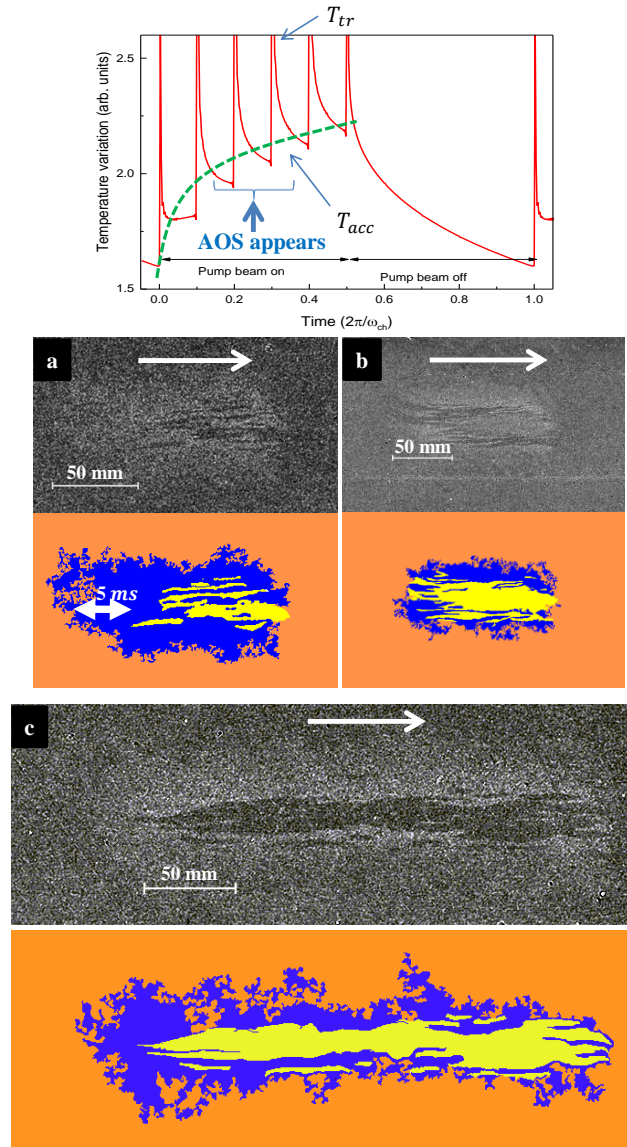 T_tr
2.5
2.0
1.5
Temperature variation (arb. units)
AOS appears
T_acc
Pump beam on
Pump beam off
0.0 0.2 0.4 0.6 0.8 1.0
Time (2π/ω_ch)
a
50 mm
5 ms
b
50 mm
c
50 mm